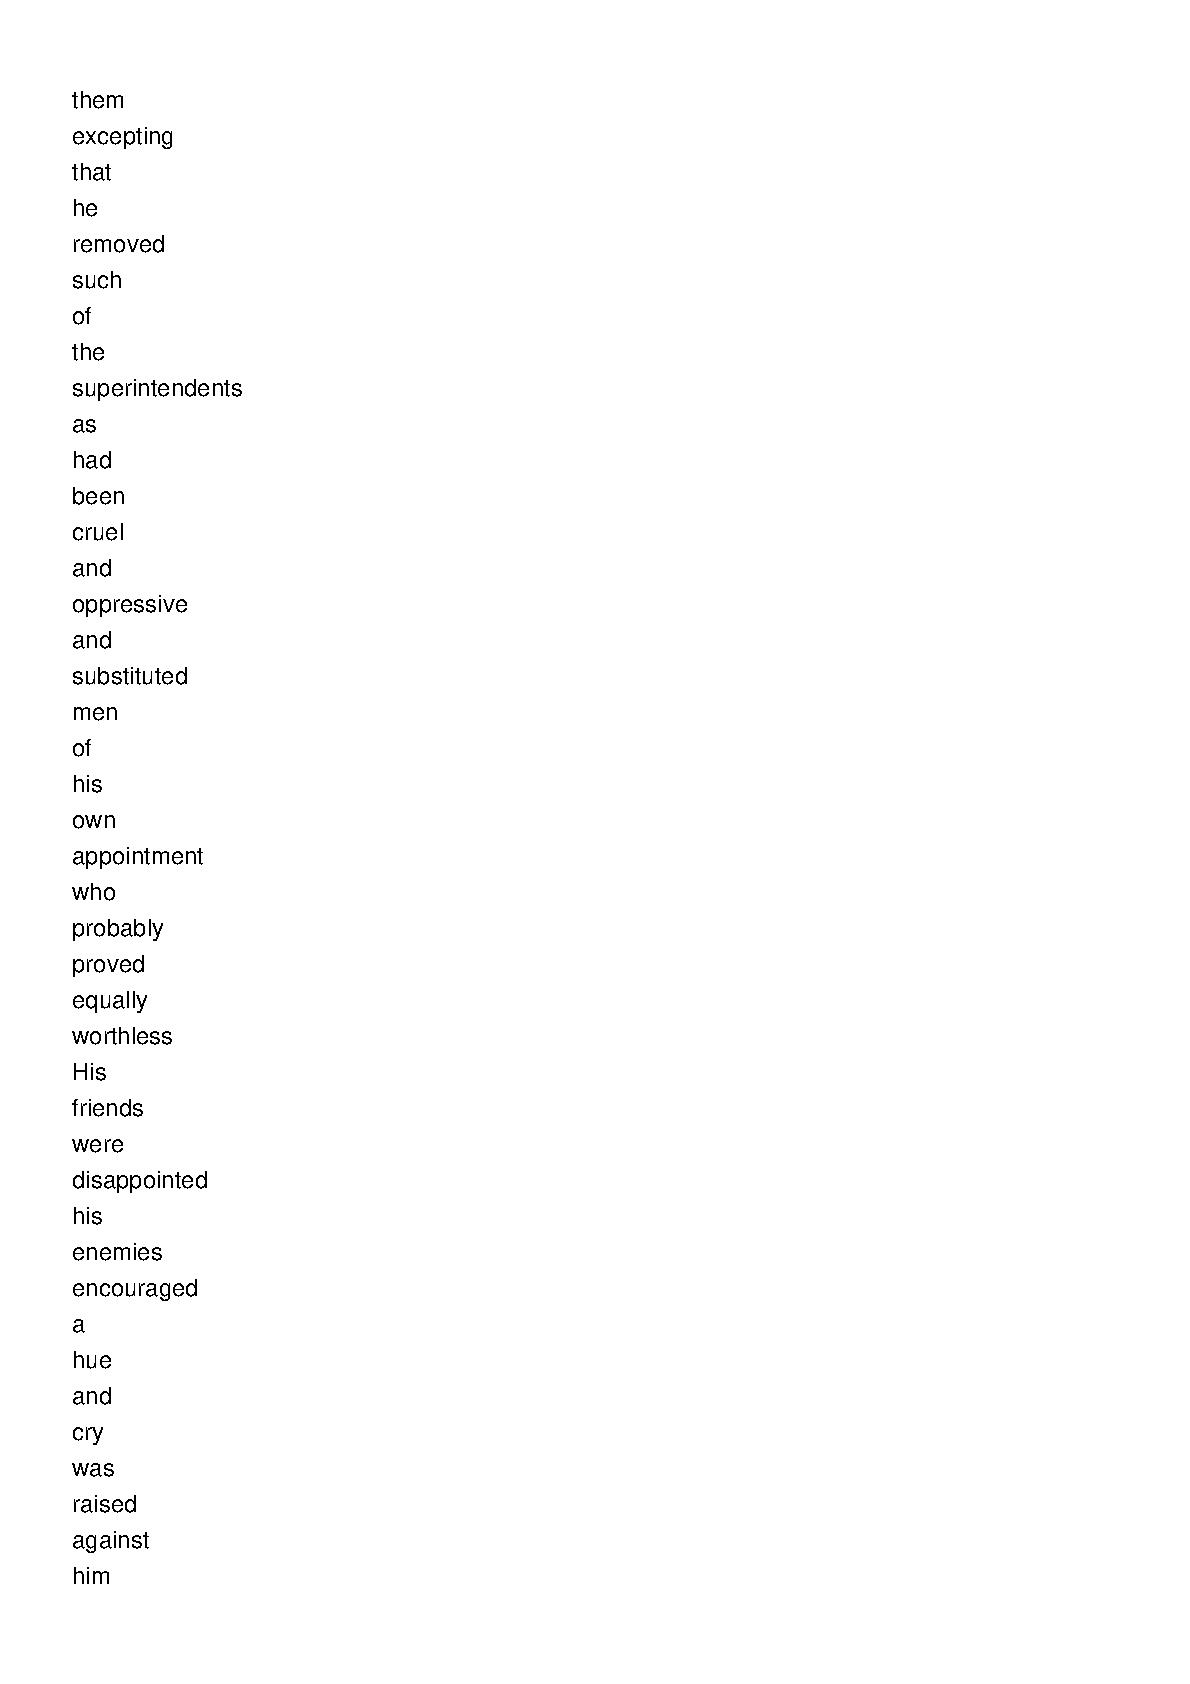 them
excepting
that
he
removed
such
of
the
superintendents
as
had
been
cruel
and
oppressive
and
substituted
men
of
his
own
appointment
who
probably
proved
equally
worthless
His
friends
were
disappointed
his
enemies
encouraged
a
hue
and
cry
was
raised
against
him